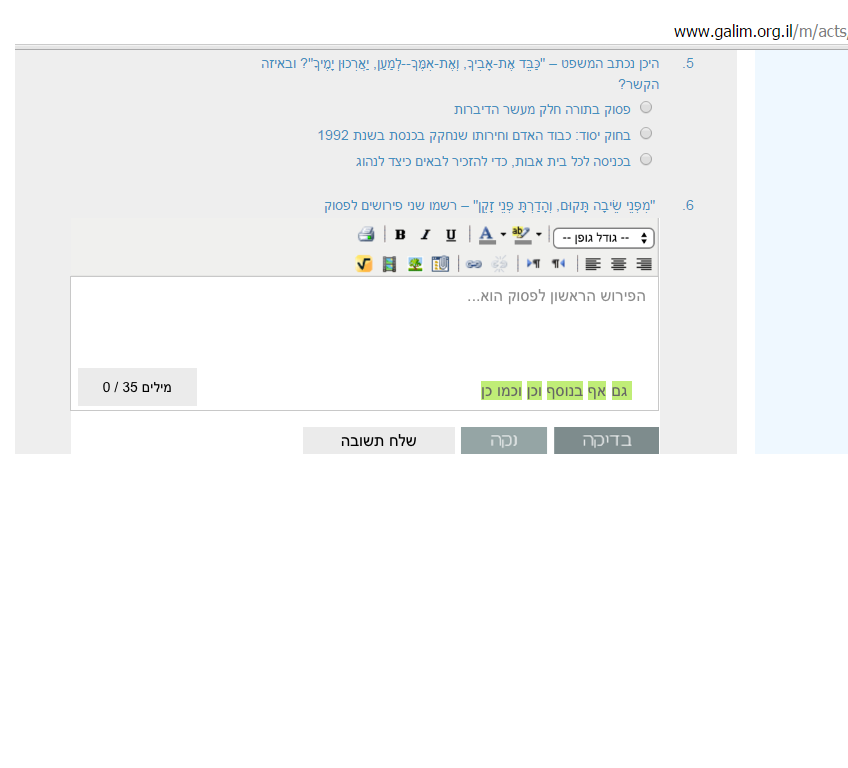 www.galim.org.il/m/acts/
5. היכן נכתב המשפט – "כַּבֵּד אֶת-אָבִיךָ, וְאֶת-אִמֶּךָ--לְמַעַן, יַאֲרִכוּן יָמֶיךָ"? ובאיזה
הקשר?
פסוק בתורה חלק מעשר הדיברות
בחוק יסוד: כבוד האדם וחירותו שנחקק בכנסת בשנת 1992
בכניסה לכל בית אבות, כדי להזכיר לבאים כיצד לנהוג
6. "מִפְּנֵי שֵׂיבָה תָּקוּם, וְהָדַרְתָּ פְּנֵי זָקֵן" – רשמו שני פירושים לפסוק
-- גודל גופן -- ab A U I B
הפירוש הראשון לפסוק הוא...
מילים 35 / 0
גם אף בנוסף וכן וכמו כן
בדיקה נקה שלח תשובה